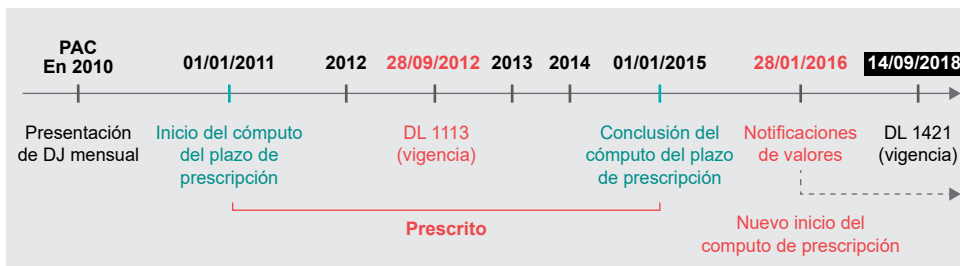 PAC
En 2010
01/01/2011
2012
28/09/2012
2013
2014
01/01/2015
28/01/2016
14/09/2018
Presentación
de DJ mensual
Inicio del cómputo
del plazo de
prescripción
DL 1113
(vigencia)
Conclusión del
cómputo del plazo
de prescripción
Notificaciones
de valores
DL 1421
(vigencia)
Prescrito
Nuevo inicio del
computo de prescripción